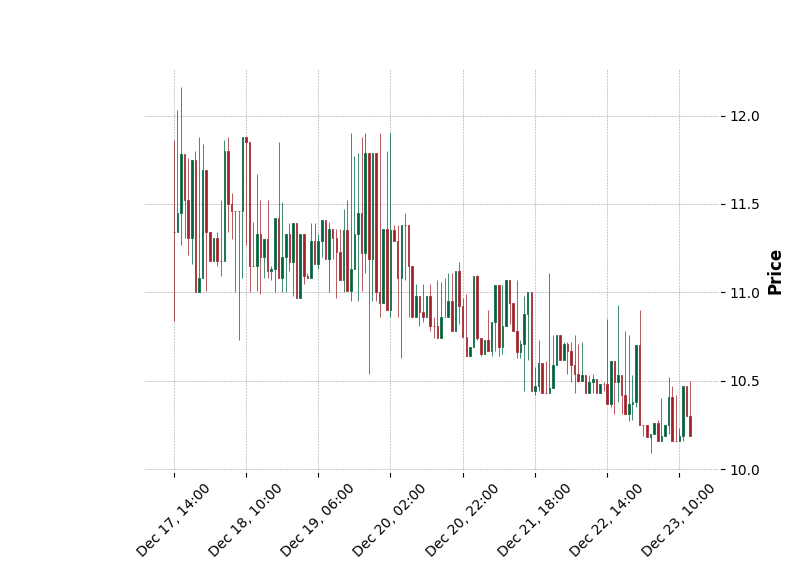 12.0
11.5
11.0
10.5
10.0
Price
Dec 17, 14:00
Dec 18, 10:00
Dec 19, 06:00
Dec 20, 02:00
Dec 20, 22:00
Dec 21, 18:00
Dec 22, 14:00
Dec 23, 10:00